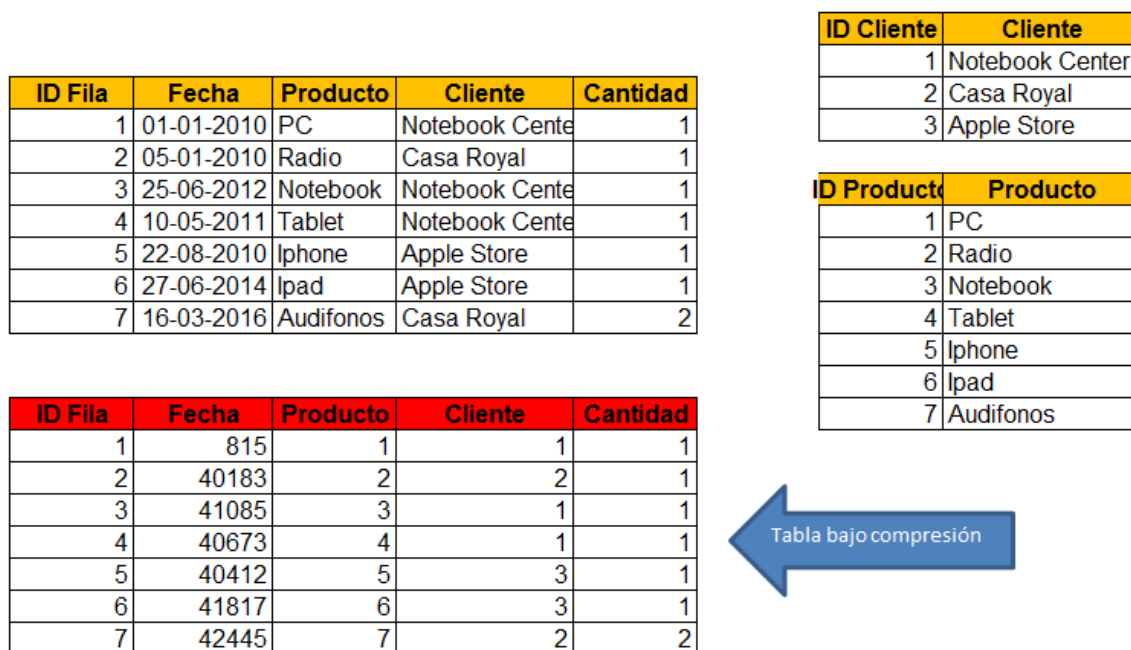 ID Fila Fecha Producto Cliente Cantidad
1 01-01-2010 PC Notebook Cente 1
2 05-01-2010 Radio Casa Royal 1
3 25-06-2012 Notebook Notebook Cente 1
4 10-05-2011 Tablet Notebook Cente 1
5 22-08-2010 Iphone Apple Store 1
6 27-06-2014 Ipad Apple Store 1
7 16-03-2016 Audifonos Casa Royal 2
ID Cliente Cliente
1 Notebook Center
2 Casa Royal
3 Apple Store
ID Producto Producto
1 PC
2 Radio
3 Notebook
4 Tablet
5 Iphone
6 Ipad
7 Audifonos
ID Fila Fecha Producto Cliente Cantidad
1 815 1 1 1
2 40183 2 2 1
3 41085 3 1 1
4 40673 4 1 1
5 40412 5 3 1
6 41817 6 3 1
7 42445 7 2 2
Tabla bajo compresión